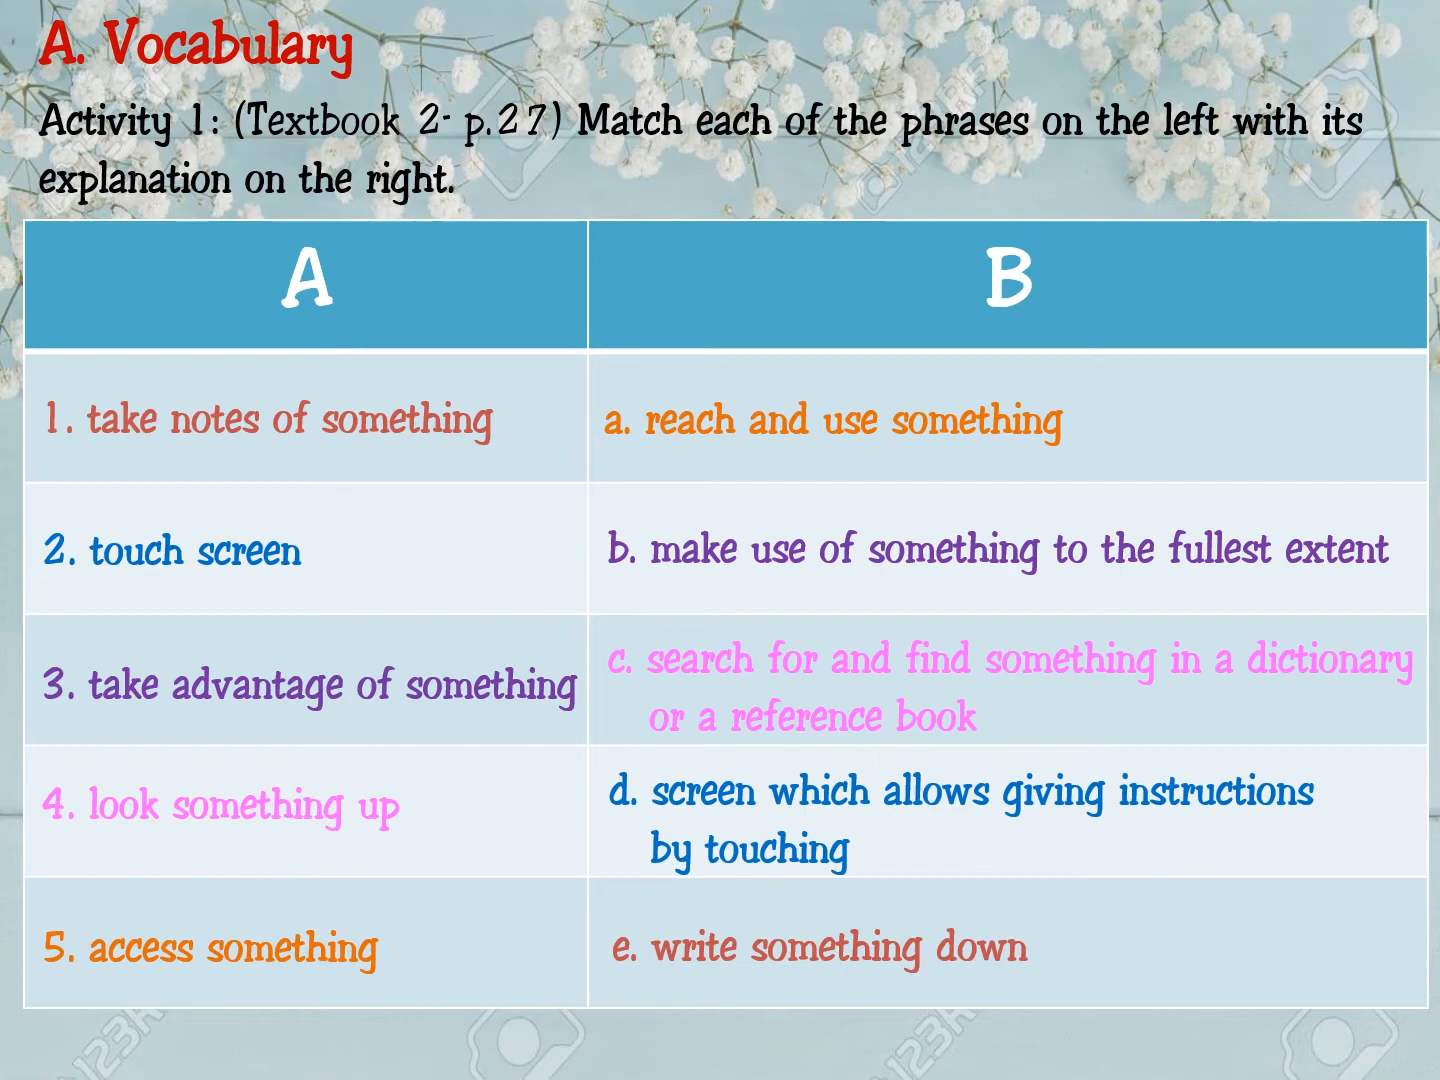 A. Vocabulary
Activity 1: (Textbook 2- p.27) Match each of the phrases on the left with its
explanation on the right.
A
B
1. take notes of something
a. reach and use something
2. touch screen
b. make use of something to the fullest extent
3. take advantage of something
c. search for and find something in a dictionary
or a reference book
4. look something up
d. screen which allows giving instructions
by touching
5. access something
e. write something down